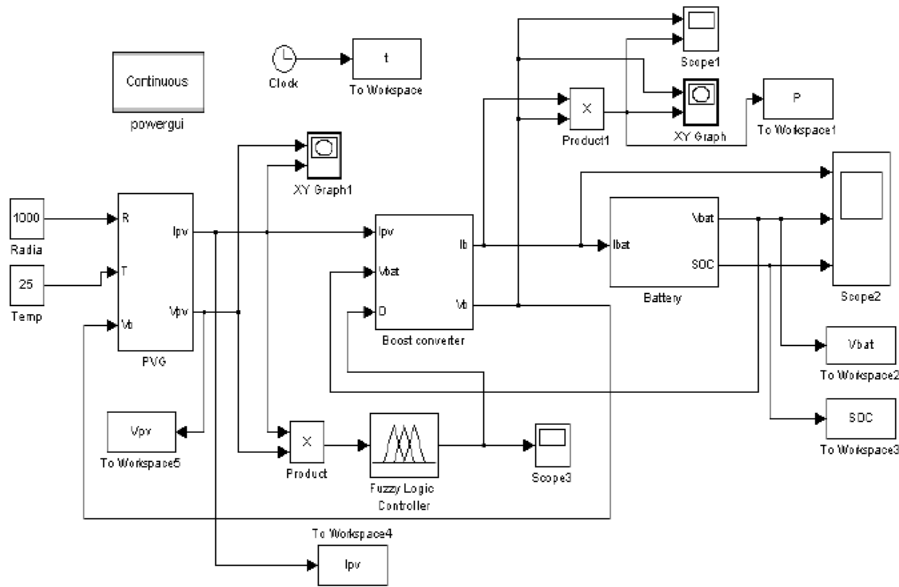 Continuous
powergui
Clock
t
To Workspace
Scope1
X
Product1
XY Graph
P
To Workspace1
XY Graph1
1000
Radia
25
Temp
R
T
Vb
Ipv
Vpv
PVG
Ipv
Vbat
D
Ib
Vb
Boost converter
Ibat
Vbat
SOC
Battery
Scope2
Vbat
To Workspace2
SOC
To Workspace3
Vpv
To Workspace5
X
Product
Fuzzy Logic
Controller
Scope3
To Workspace4
Ipv